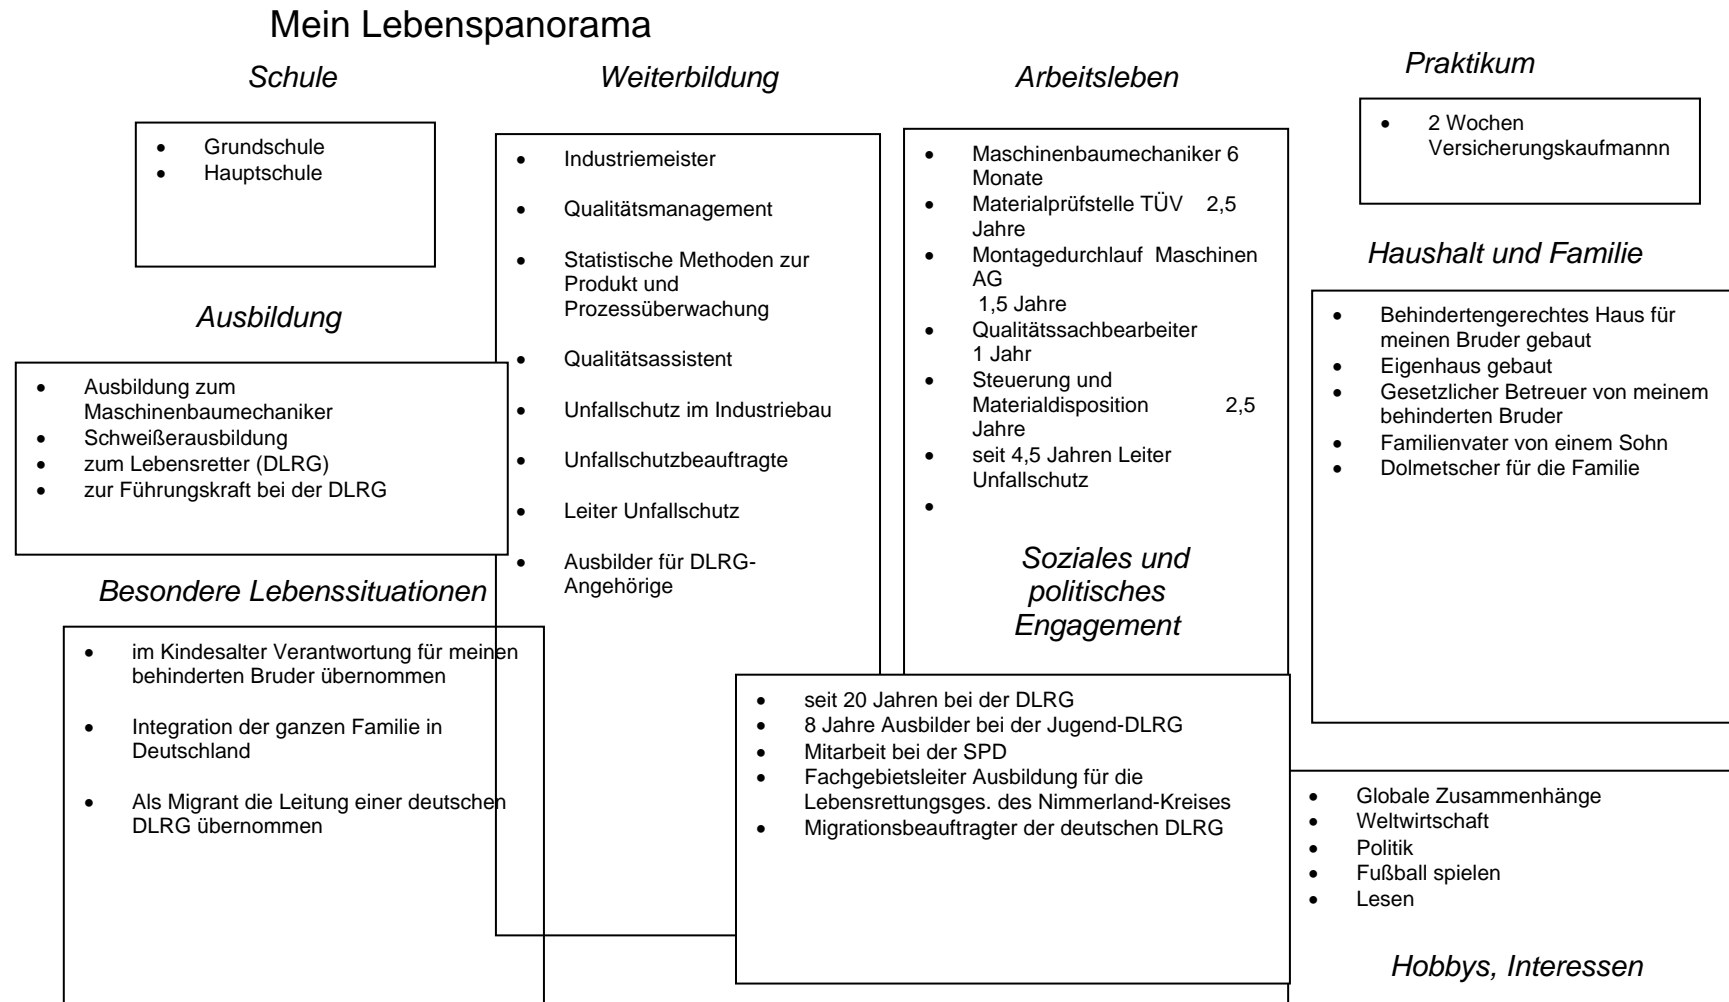 Mein Lebenspanorama
Schule
Grundschule
Hauptschule
Ausbildung
Ausbildung zum
Maschinenbaumechaniker
Schweißerausbildung
zum Lebensretter (DLRG)
zur Führungskraft bei der DLRG
Besondere Lebenssituationen
im Kindesalter Verantwortung für meinen
behinderten Bruder übernommen
Integration der ganzen Familie in
Deutschland
Als Migrant die Leitung einer deutschen
DLRG übernommen
Weiterbildung
Industriemeister
Qualitätsmanagement
Statistische Methoden zur
Produkt und
Prozessüberwachung
Qualitätsassistent
Unfallschutz im Industriebau
Unfallschutzbeauftragte
Leiter Unfallschutz
Ausbilder für DLRG-
Angehörige
Arbeitsleben
Maschinenbaumechaniker 6
Monate
Materialprüfstelle TÜV 2,5
Jahre
Montagedurchlauf Maschinen
AG
1,5 Jahre
Qualitätssachbearbeiter
1 Jahr
Steuerung und
Materialdisposition 2,5
Jahre
seit 4,5 Jahren Leiter
Unfallschutz
Soziales und
politisches
Engagement
seit 20 Jahren bei der DLRG
8 Jahre Ausbilder bei der Jugend-DLRG
Mitarbeit bei der SPD
Fachgebietsleiter Ausbildung für die
Lebensrettungsges. des Nimmerland-Kreises
Migrationsbeauftragter der deutschen DLRG
Praktikum
2 Wochen
Versicherungskaufmannn
Haushalt und Familie
Behindertengerechtes Haus für
meinen Bruder gebaut
Eigenhaus gebaut
Gesetzlicher Betreuer von meinem
behinderten Bruder
Familienvater von einem Sohn
Dolmetscher für die Familie
Globale Zusammenhänge
Weltwirtschaft
Politik
Fußball spielen
Lesen
Hobbys, Interessen